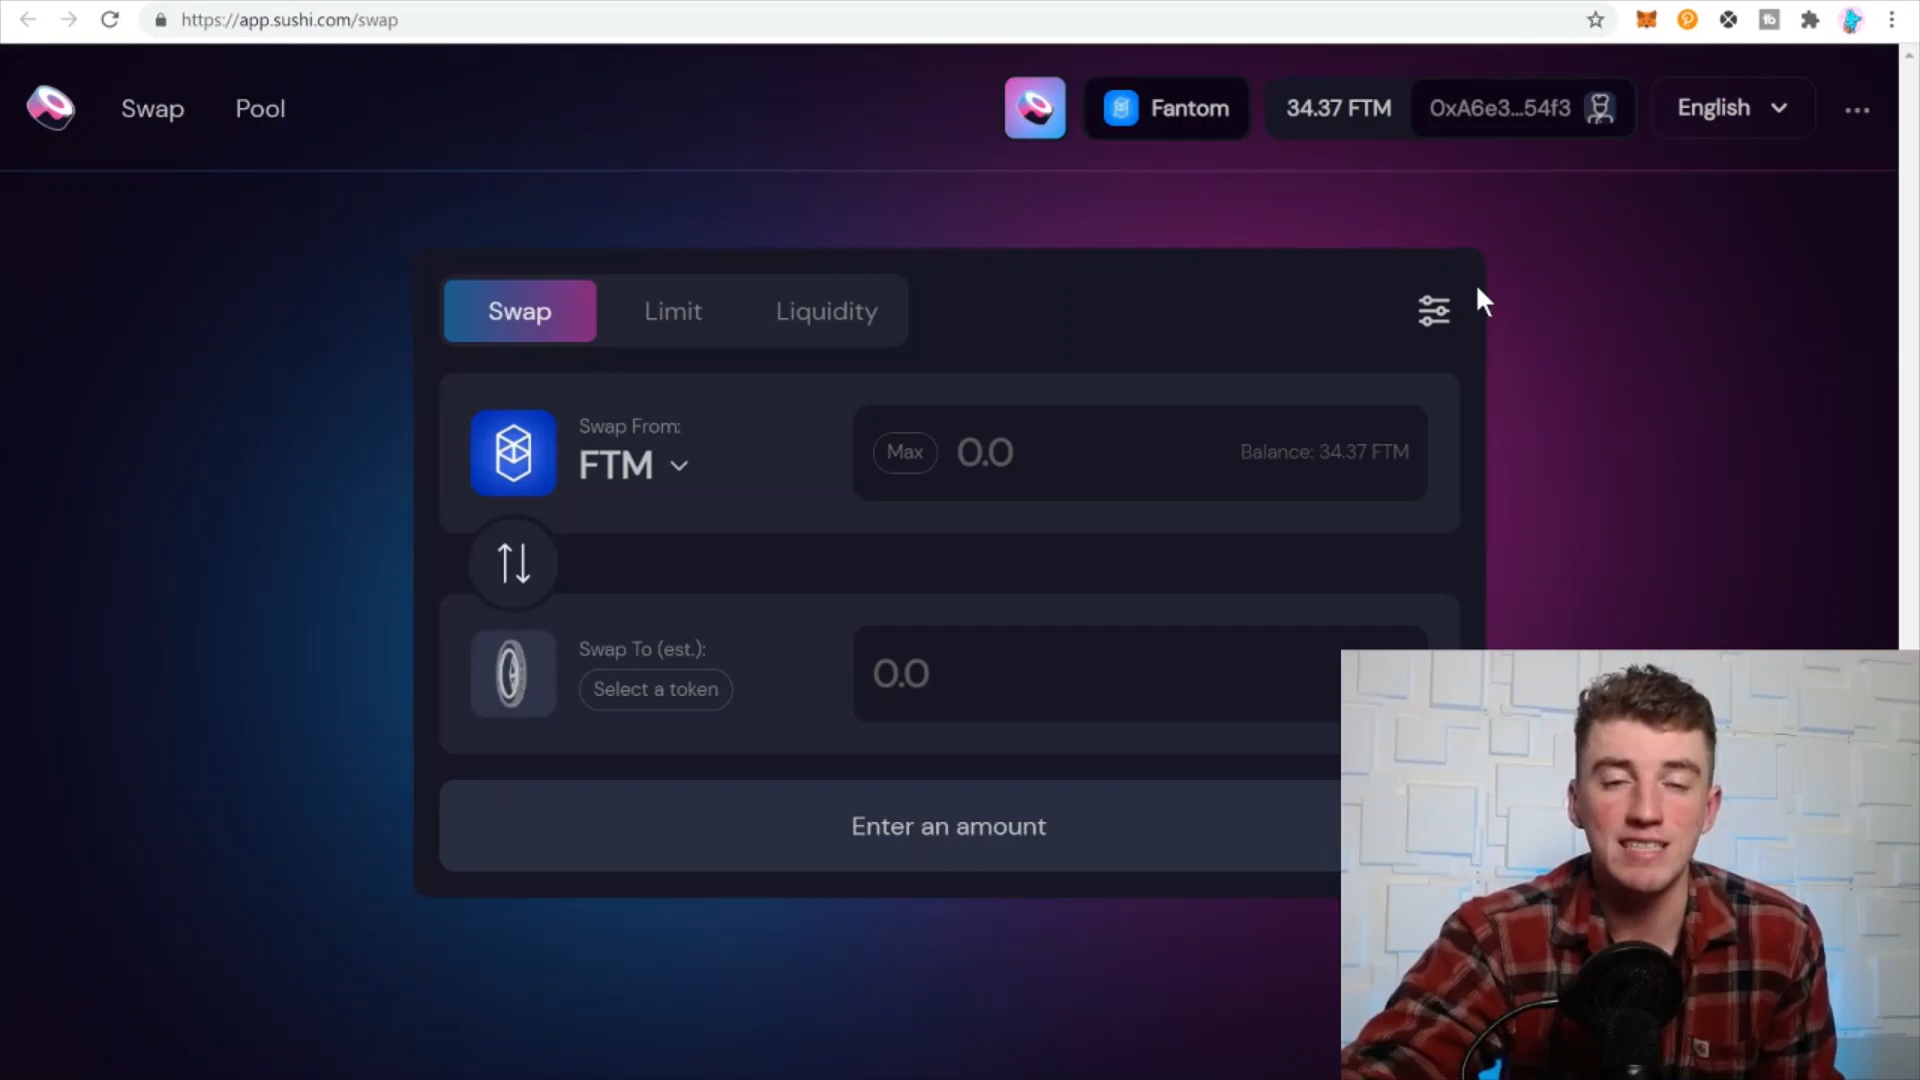 https://app.sushi.com/swap
Swap
Pool
Fantom
34.37 FTM
0xA6e3...54f3
English
Swap
Limit
Liquidity
Swap From:
FTM
Max
0.0
Balance: 34.37 FTM
Swap To (est.):
Select a token
0.0
Enter an amount
tb